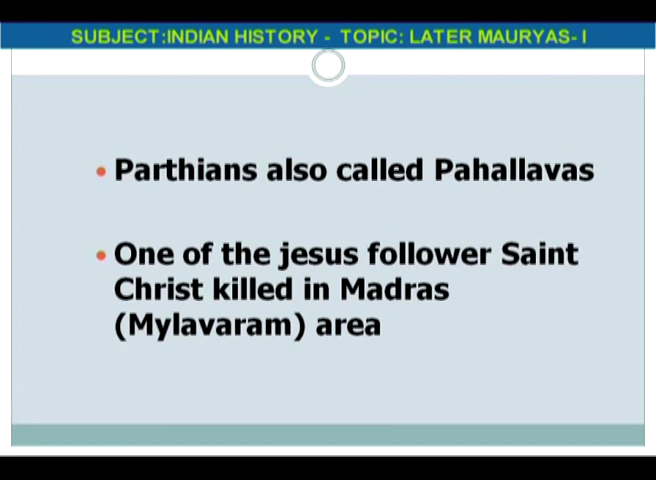 SUBJECT:INDIAN HISTORY - TOPIC: LATER MAURYAS- I
• Parthians also called Pahallavas
• One of the jesus follower Saint
Christ killed in Madras
(Mylavaram) area